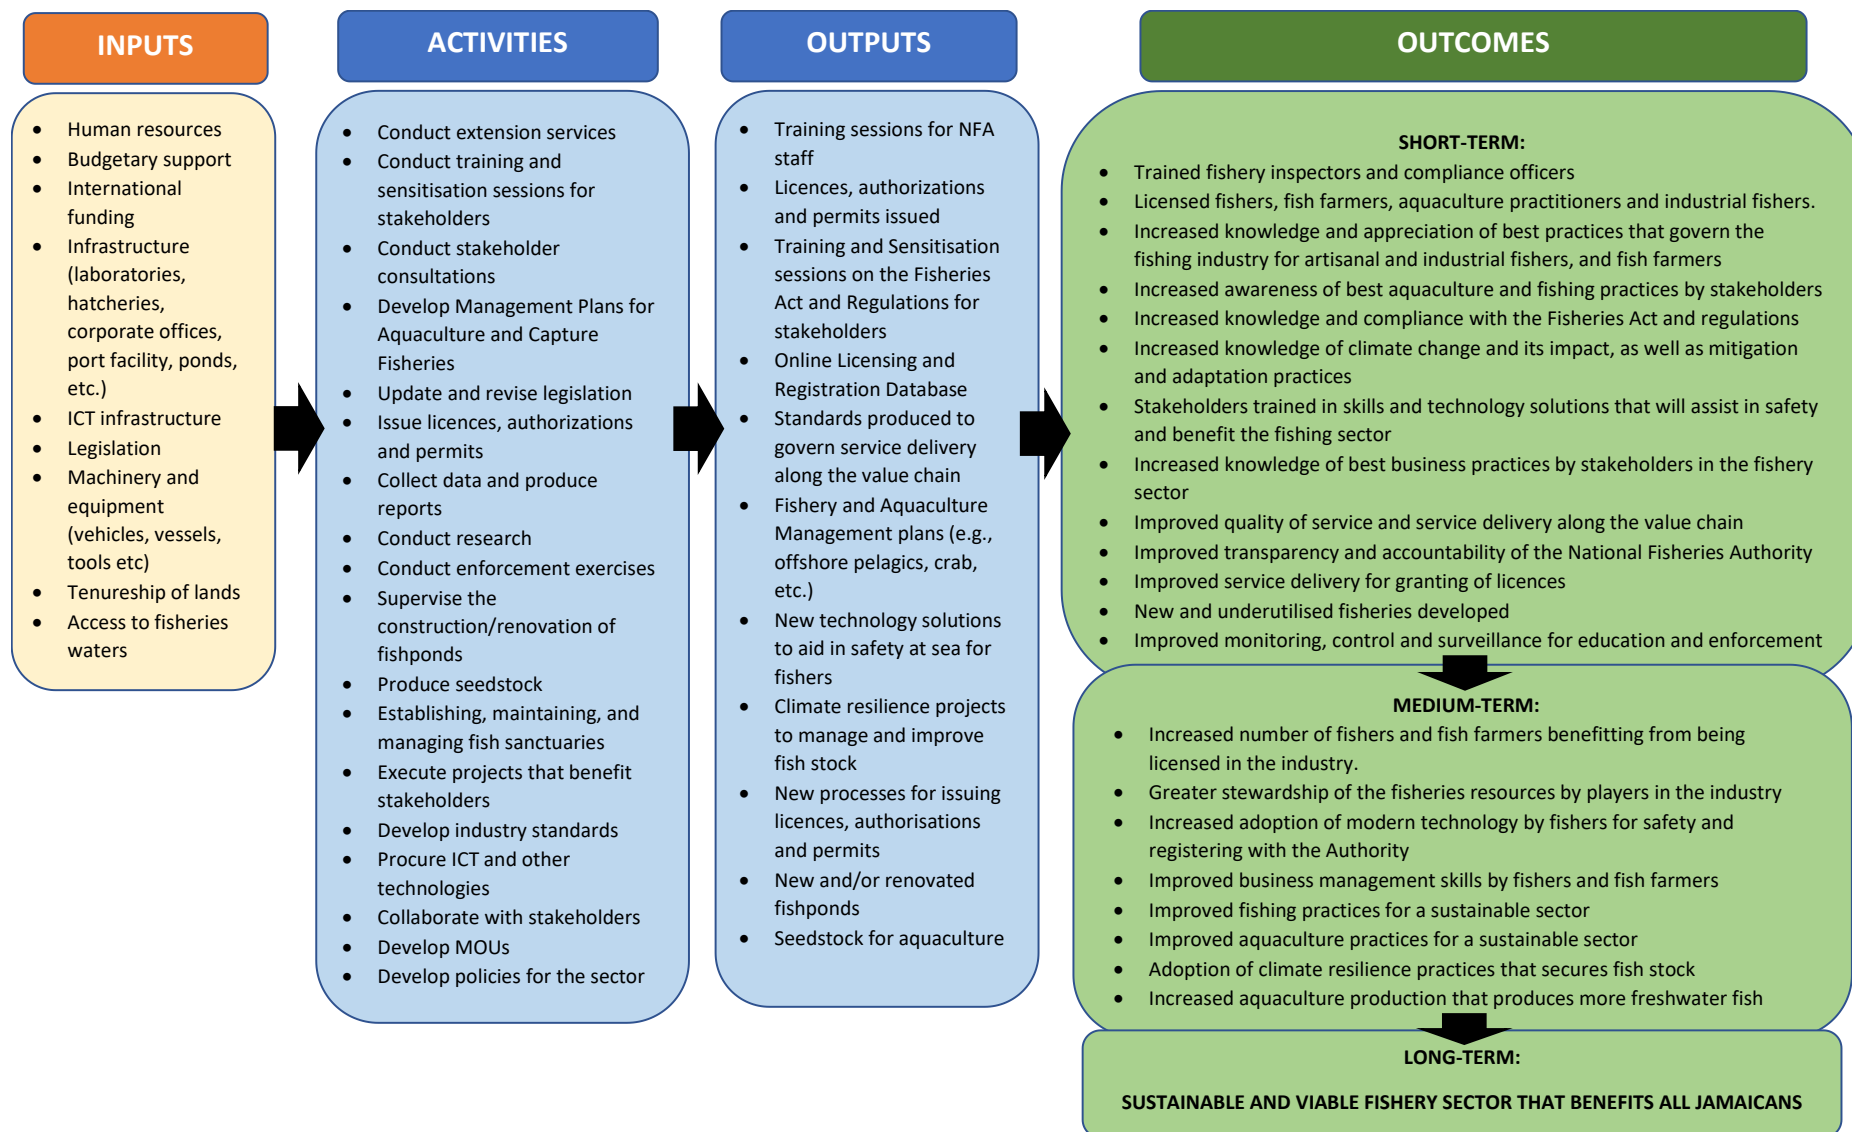 INPUTS
• Human resources
• Budgetary support
• International
funding
• Infrastructure
(laboratories,
hatcheries,
corporate offices,
port facility, ponds,
etc.)
• ICT infrastructure
• Legislation
• Machinery and
equipment
(vehicles, vessels,
tools etc)
• Tenureship of lands
• Access to fisheries
waters
ACTIVITIES
• Conduct extension services
• Conduct training and
sensitisation sessions for
stakeholders
• Conduct stakeholder
consultations
• Develop Management Plans for
Aquaculture and Capture
Fisheries
• Update and revise legislation
• Issue licences, authorizations
and permits
• Collect data and produce
reports
• Conduct research
• Conduct enforcement exercises
• Supervise the
construction/renovation of
fishponds
• Produce seedstock
• Establishing, maintaining, and
managing fish sanctuaries
• Execute projects that benefit
stakeholders
• Develop industry standards
• Procure ICT and other
technologies
• Collaborate with stakeholders
• Develop MOUs
• Develop policies for the sector
OUTPUTS
• Training sessions for NFA
staff
• Licences, authorizations
and permits issued
• Training and Sensitisation
sessions on the Fisheries
Act and Regulations for
stakeholders
• Online Licensing and
Registration Database
• Standards produced to
govern service delivery
along the value chain
• Fishery and Aquaculture
Management plans (e.g.,
offshore pelagics, crab,
etc.)
• New technology solutions
to aid in safety at sea for
fishers
• Climate resilience projects
to manage and improve
fish stock
• New processes for issuing
licences, authorisations
and permits
• New and/or renovated
fishponds
• Seedstock for aquaculture
OUTCOMES
SHORT-TERM:
• Trained fishery inspectors and compliance officers
• Licensed fishers, fish farmers, aquaculture practitioners and industrial fishers.
• Increased knowledge and appreciation of best practices that govern the
fishing industry for artisanal and industrial fishers, and fish farmers
• Increased awareness of best aquaculture and fishing practices by stakeholders
• Increased knowledge and compliance with the Fisheries Act and regulations
• Increased knowledge of climate change and its impact, as well as mitigation
and adaptation practices
• Stakeholders trained in skills and technology solutions that will assist in safety
and benefit the fishing sector
• Increased knowledge of best business practices by stakeholders in the fishery
sector
• Improved quality of service and service delivery along the value chain
• Improved transparency and accountability of the National Fisheries Authority
• Improved service delivery for granting of licences
• New and underutilised fisheries developed
• Improved monitoring, control and surveillance for education and enforcement
MEDIUM-TERM:
• Increased number of fishers and fish farmers benefitting from being
licensed in the industry.
• Greater stewardship of the fisheries resources by players in the industry
• Increased adoption of modern technology by fishers for safety and
registering with the Authority
• Improved business management skills by fishers and fish farmers
• Improved fishing practices for a sustainable sector
• Improved aquaculture practices for a sustainable sector
• Adoption of climate resilience practices that secures fish stock
• Increased aquaculture production that produces more freshwater fish
LONG-TERM:
SUSTAINABLE AND VIABLE FISHERY SECTOR THAT BENEFITS ALL JAMAICANS